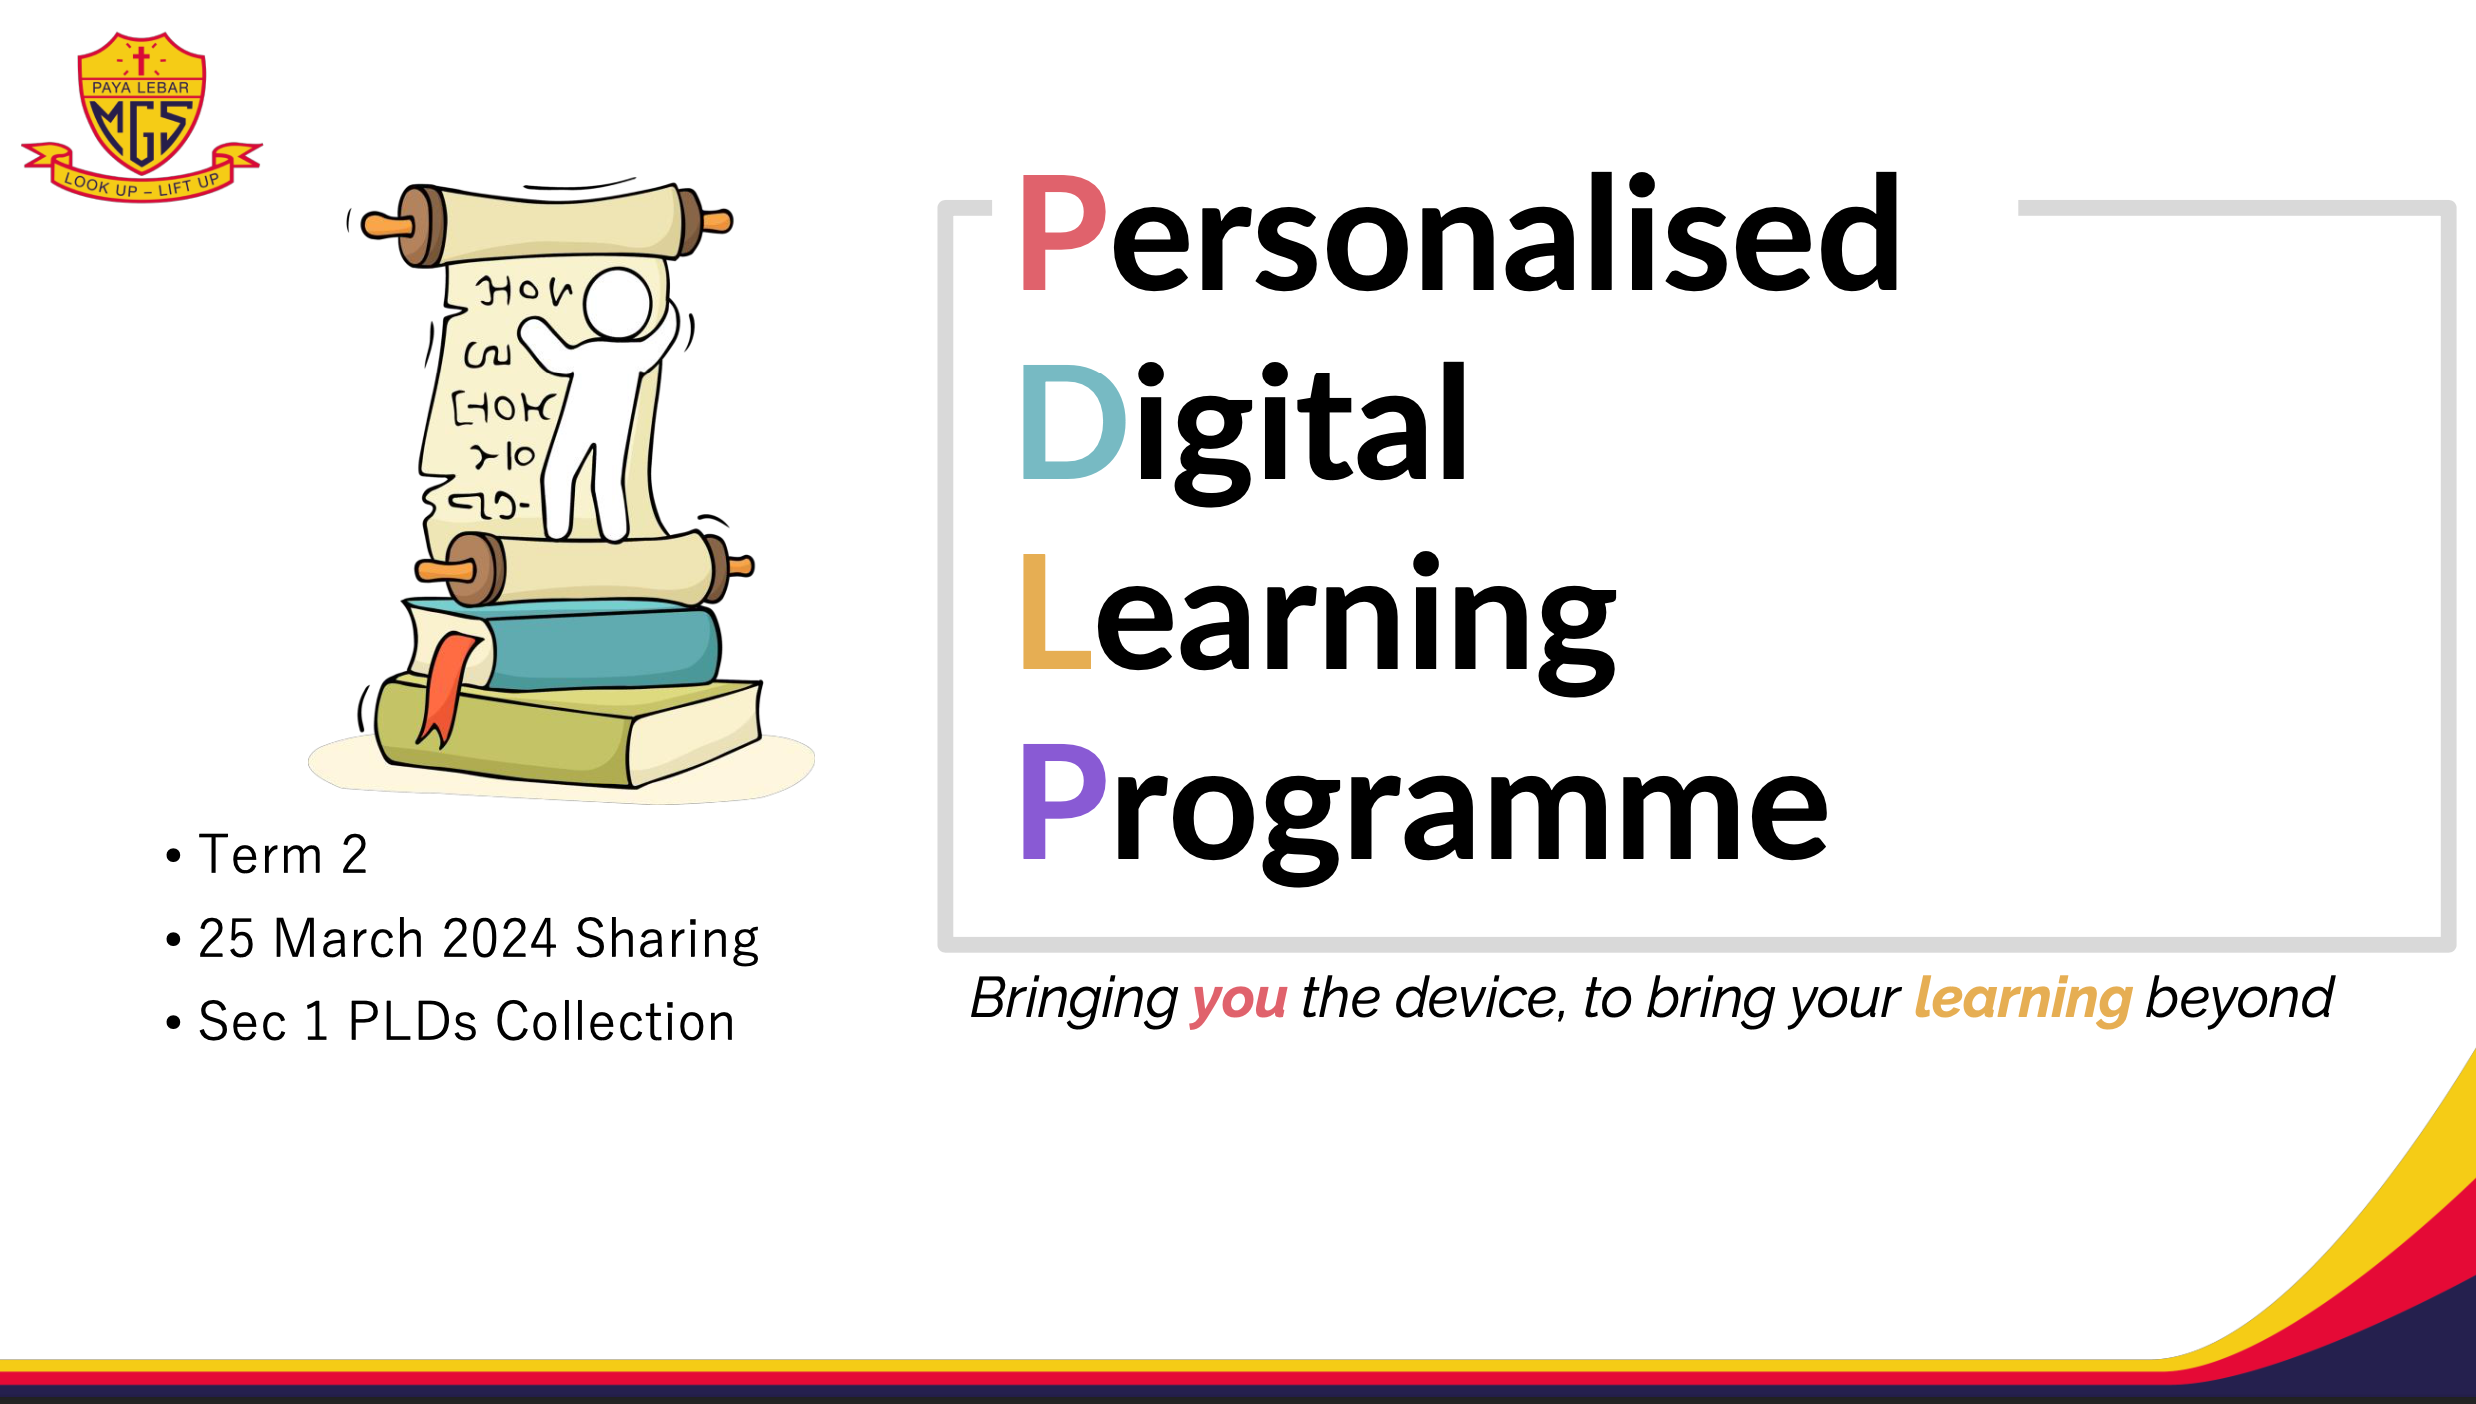 PAYA LEBAR
MGS
LOOK UP – LIFT UP
Personalised
Digital
Learning
Programme
• Term 2
• 25 March 2024 Sharing
• Sec 1 PLDs Collection
Bringing you the device, to bring your learning beyond